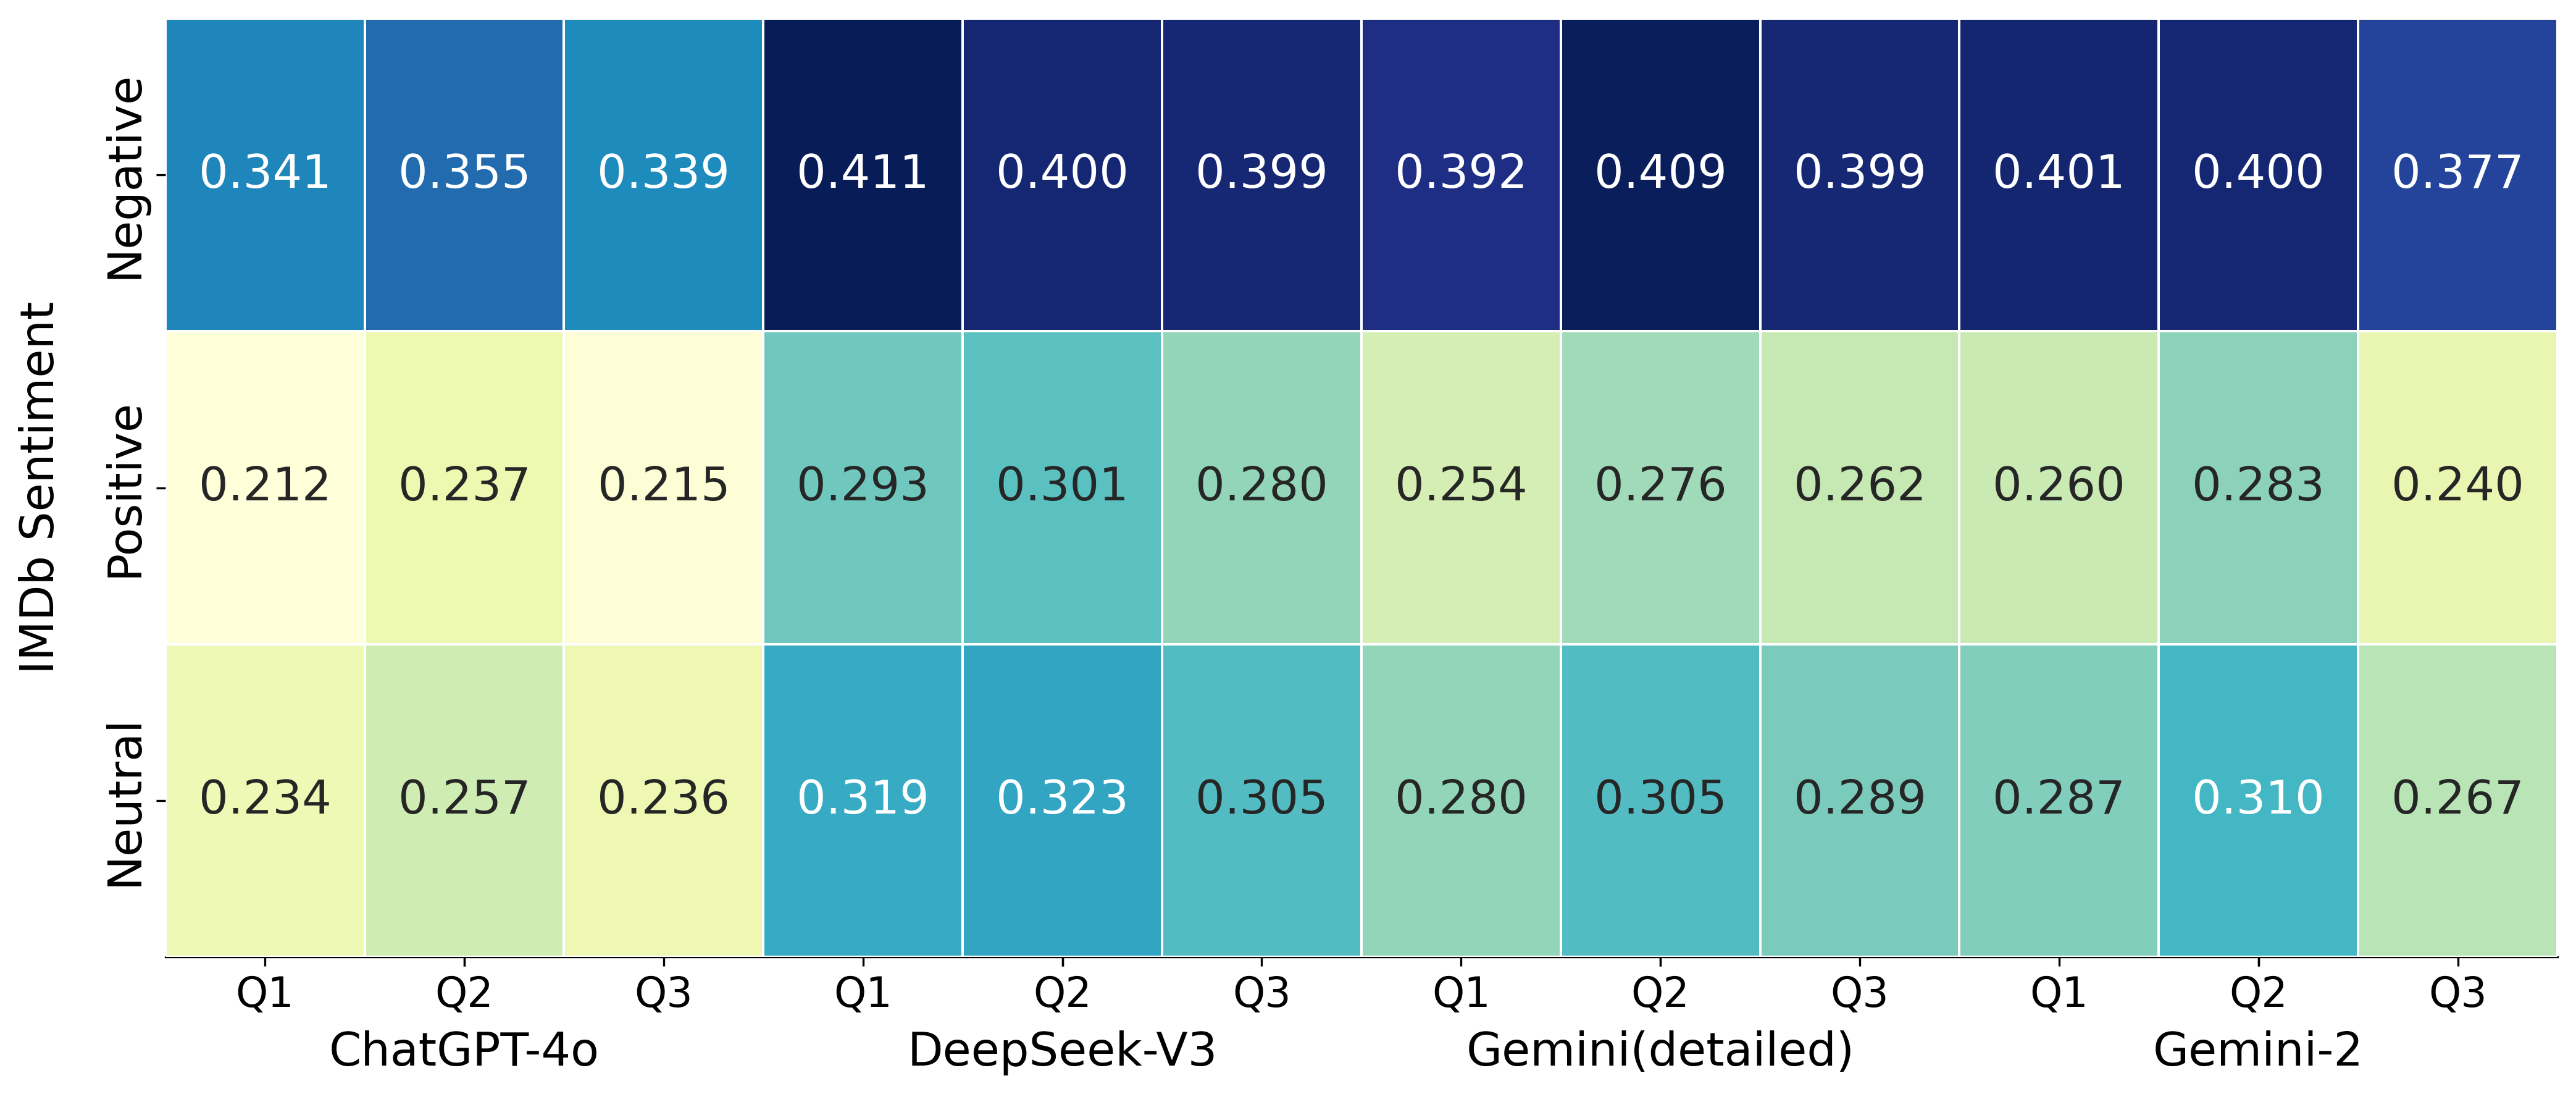 IMDb Sentiment
Negative
0.341 0.355 0.339 0.411 0.400 0.399 0.392 0.409 0.399 0.401 0.400 0.377
Positive
0.212 0.237 0.215 0.293 0.301 0.280 0.254 0.276 0.262 0.260 0.283 0.240
Neutral
0.234 0.257 0.236 0.319 0.323 0.305 0.280 0.305 0.289 0.287 0.310 0.267
Q1 Q2 Q3 Q1 Q2 Q3 Q1 Q2 Q3 Q1 Q2 Q3
ChatGPT-4o DeepSeek-V3 Gemini(detailed) Gemini-2